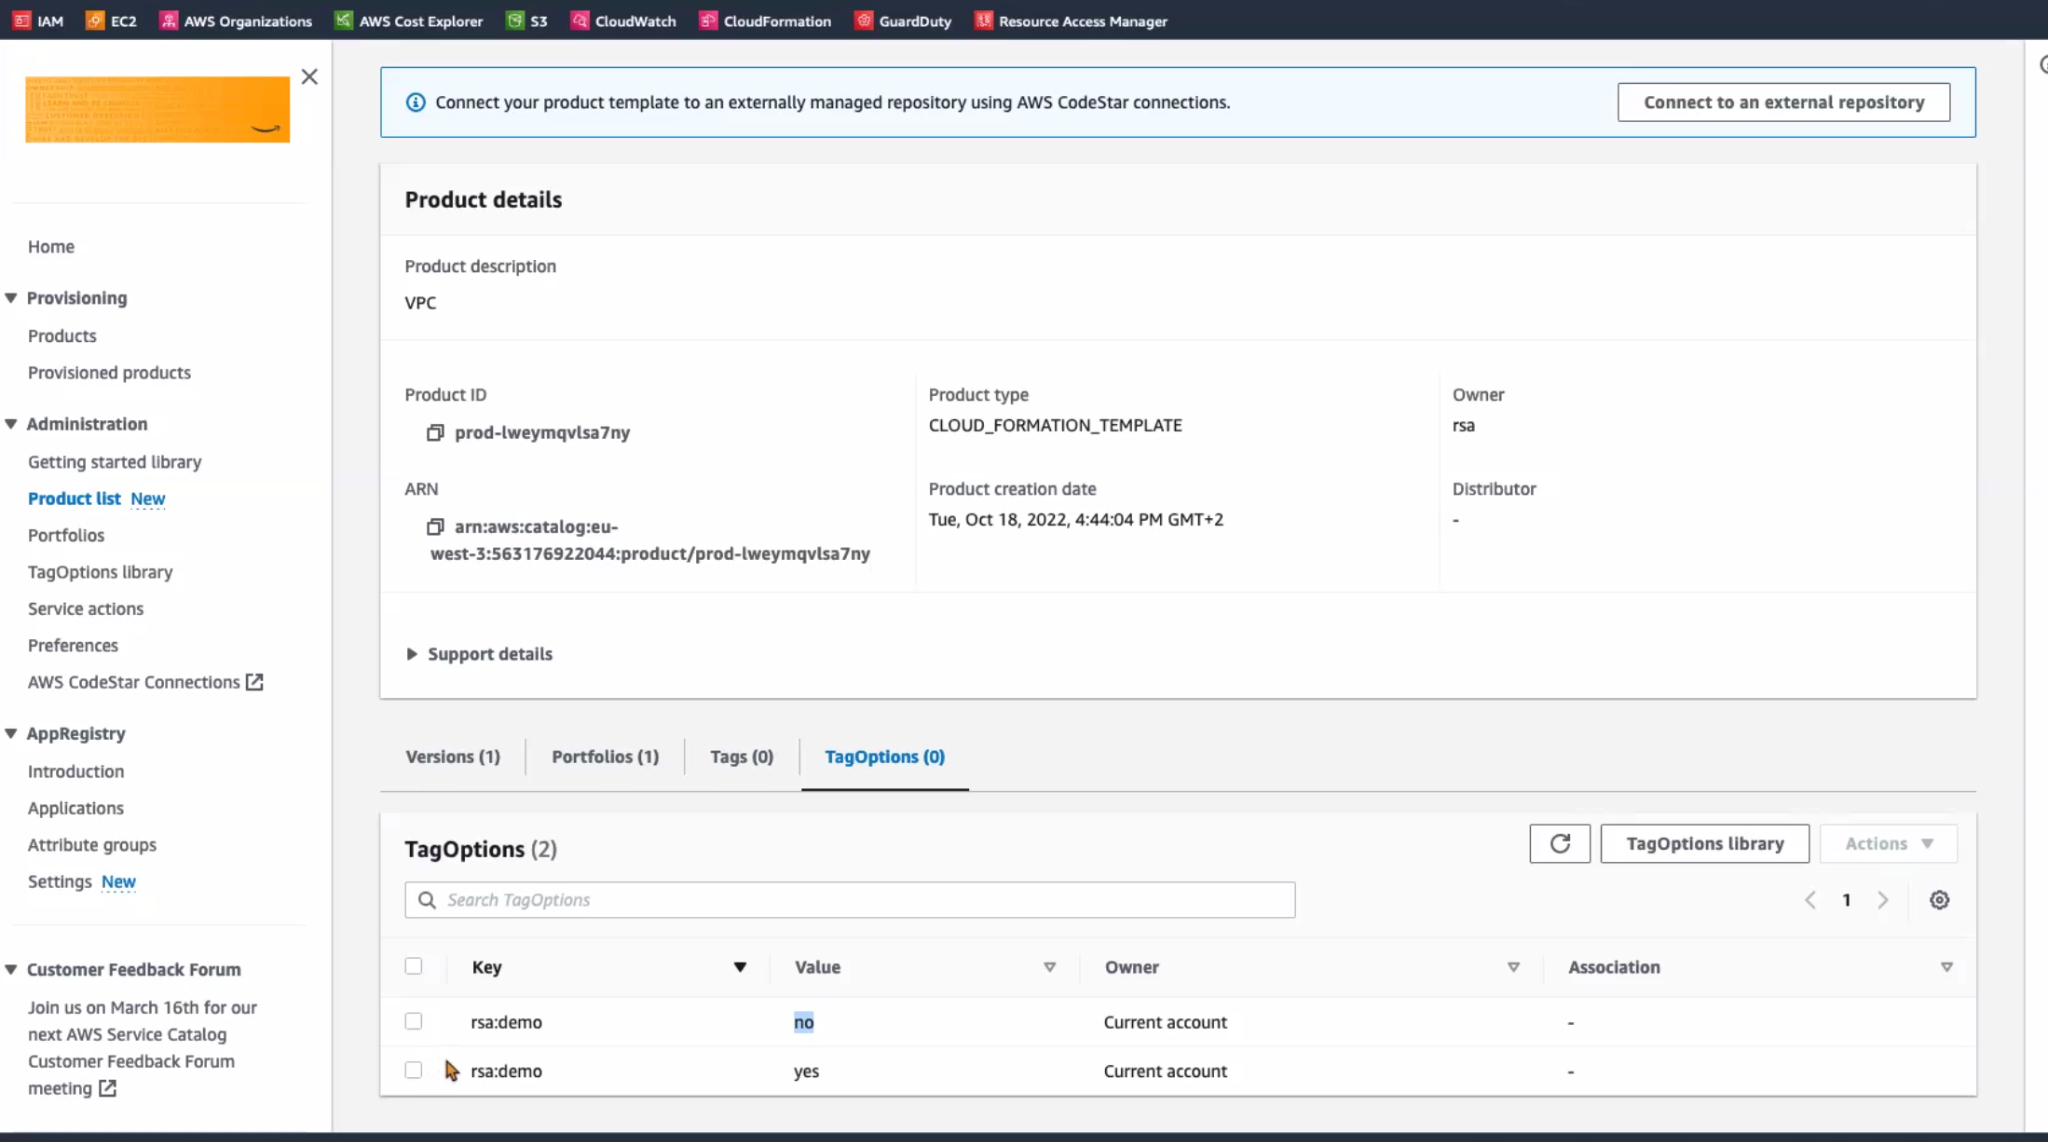 IAM EC2 AWS Organizations AWS Cost Explorer S3 CloudWatch CloudFormation GuardDuty Resource Access Manager
Home
Provisioning
Products
Provisioned products
Administration
Getting started library
Product list New
Portfolios
TagOptions library
Service actions
Preferences
AWS CodeStar Connections
AppRegistry
Introduction
Applications
Attribute groups
Settings New
Customer Feedback Forum
Join us on March 16th for our
next AWS Service Catalog
Customer Feedback Forum
meeting
Connect your product template to an externally managed repository using AWS CodeStar connections.
Connect to an external repository
Product details
Product description
VPC
Product ID
prod-lweymqvlsa7ny
ARN
arn:aws:catalog:eu-
west-3:563176922044:product/prod-lweymqvlsa7ny
Product type
CLOUD_FORMATION_TEMPLATE
Product creation date
Tue, Oct 18, 2022, 4:44:04 PM GMT+2
Owner
rsa
Distributor
-
Support details
Versions (1) Portfolios (1) Tags (0) TagOptions (0)
TagOptions (2)
TagOptions library
Actions
Search TagOptions
1
Key Value Owner Association
rsa:demo no Current account -
rsa:demo yes Current account -